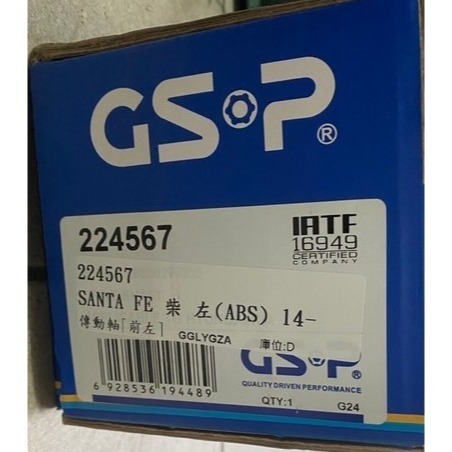 GSP®
224567
IATF
16949
CERTIFIED
COMPANY
224567
SANTA FE 柴 左(ABS) 14-
傳動軸「前左」
GGLYGZA
庫位:D
GSP
QUALITY DRIVEN PERFORMANCE
6 928536 194489
QTY:1
G24